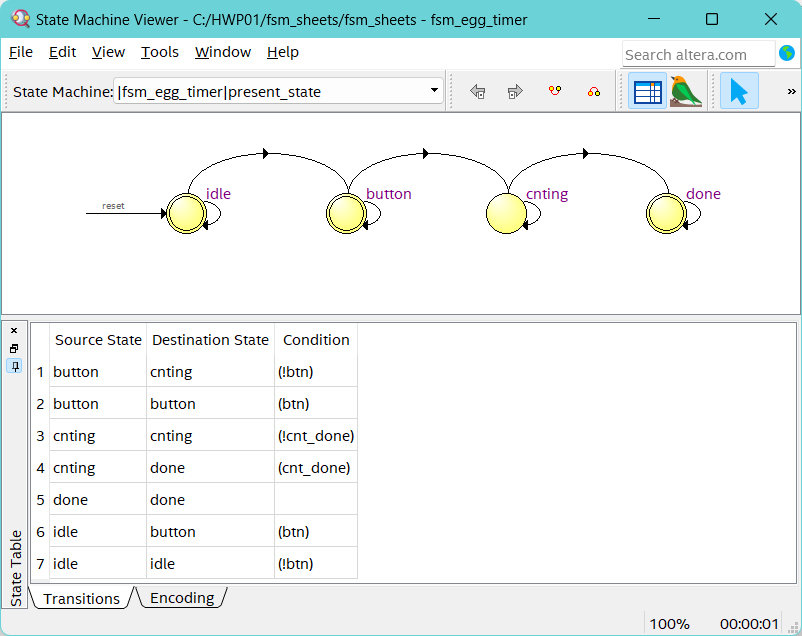 State Machine Viewer - C:/HWP01/fsm_sheets/fsm_sheets - fsm_egg_timer
File Edit View Tools Window Help
Search altera.com
State Machine: |fsm_egg_timer|present_state
»
reset
idle button cnting done
State Table
Source State Destination State Condition
1 button cnting (!btn)
2 button button (btn)
3 cnting cnting (!cnt_done)
4 cnting done (cnt_done)
5 done done
6 idle button (btn)
7 idle idle (!btn)
Transitions Encoding
100% 00:00:01